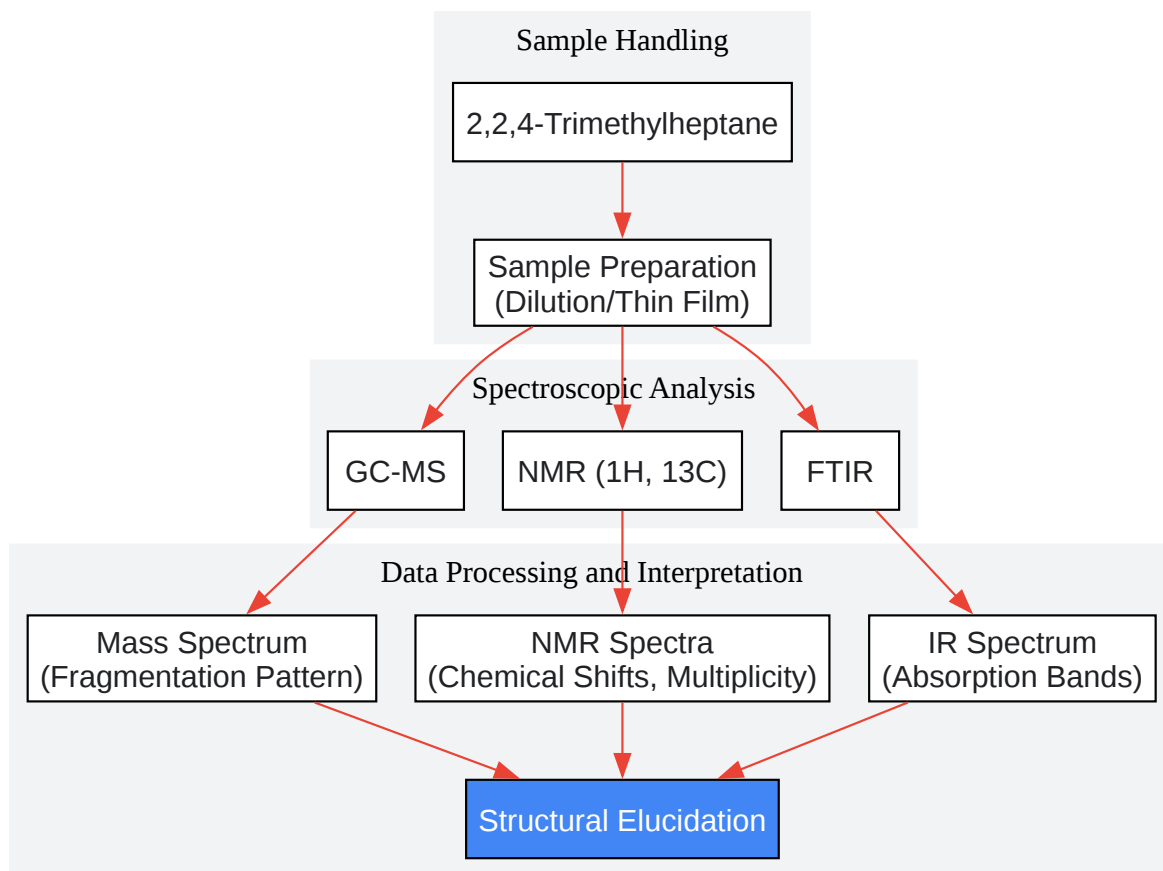 Sample Handling
2,2,4-Trimethylheptane
Sample Preparation
(Dilution/Thin Film)
Spectroscopic Analysis
GC-MS
NMR (1H, 13C)
FTIR
Data Processing and Interpretation
Mass Spectrum
(Fragmentation Pattern)
NMR Spectra
(Chemical Shifts, Multiplicity)
IR Spectrum
(Absorption Bands)
Structural Elucidation